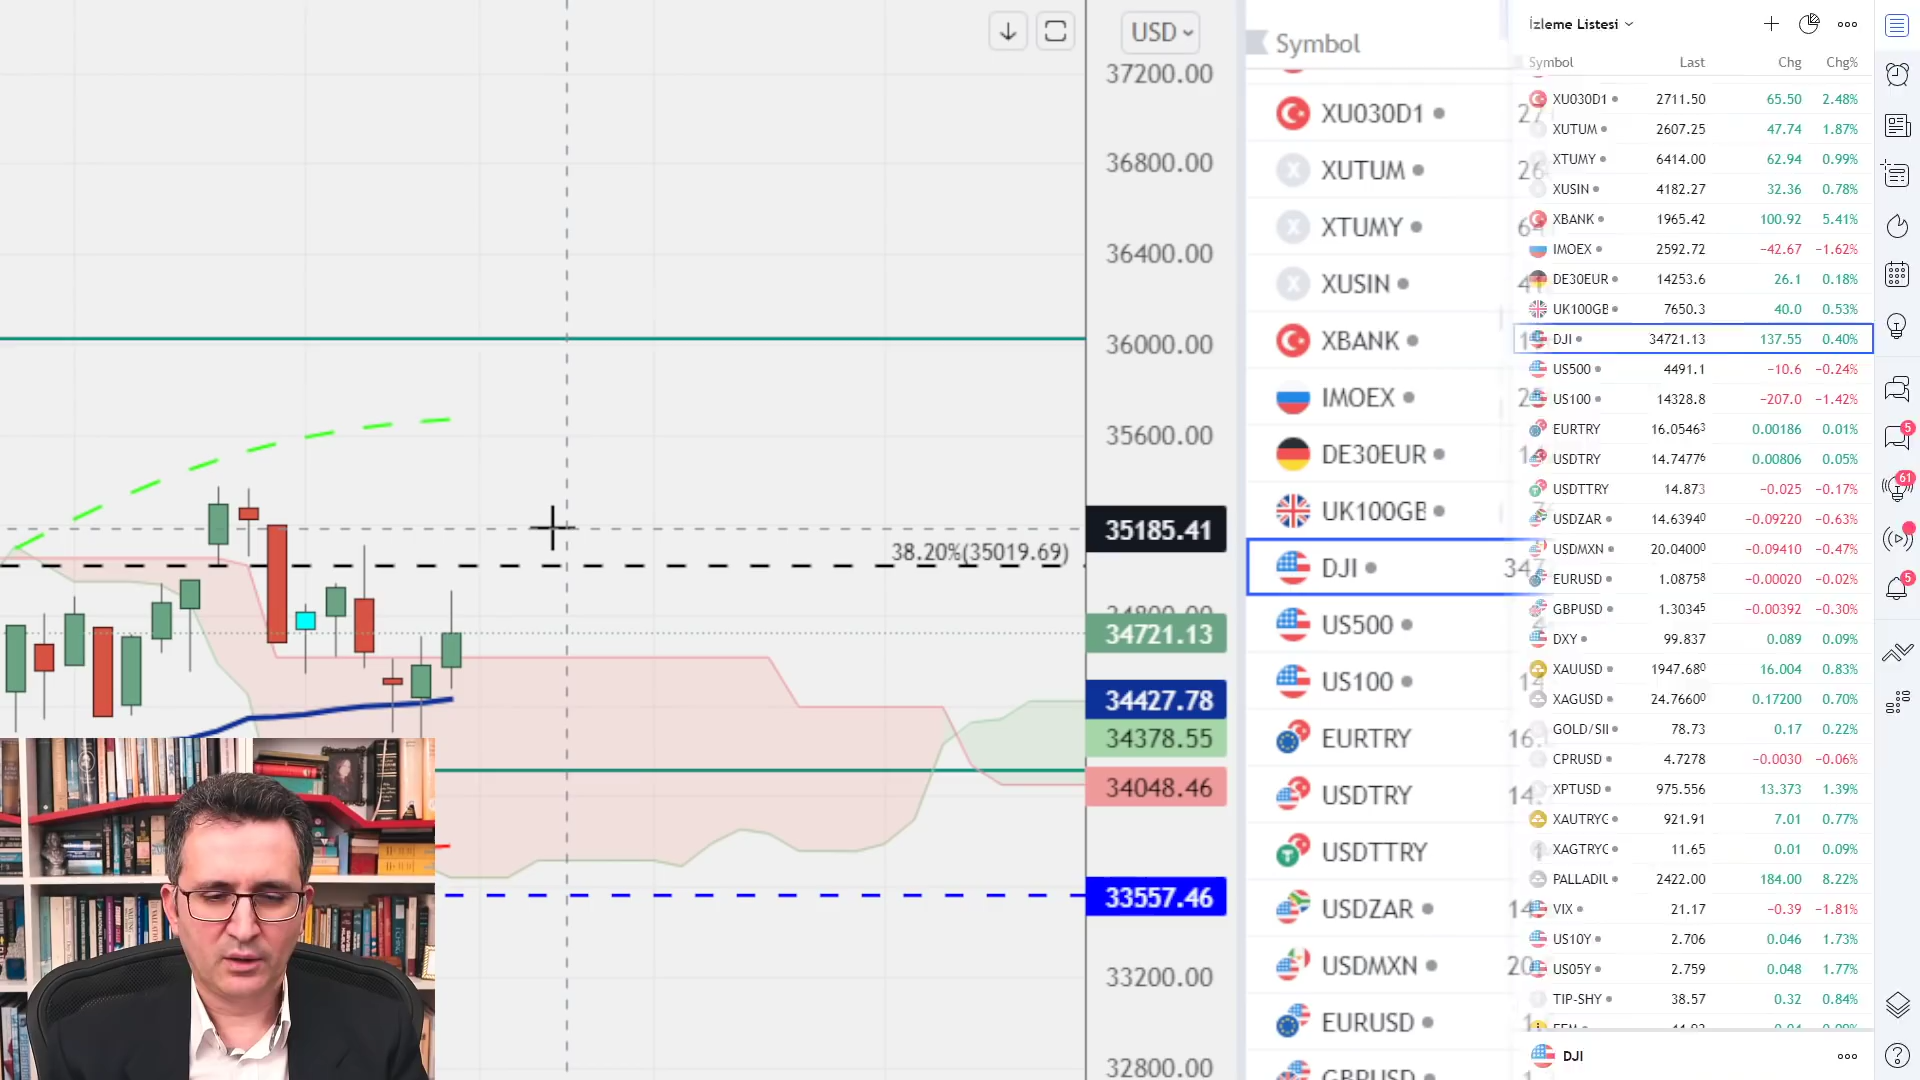 USD
37200.00
36800.00
36400.00
36000.00
35600.00
35185.41
38.20%(35019.69)
34721.13
34427.78
34378.55
34048.46
33557.46
33200.00
32800.00
Symbol
XU030D1
XUTUM
XTUMY
XUSIN
XBANK
IMOEX
DE30EUR
UK100GB
DJI 347
US500
US100
EURTRY
USDTRY
USDTTRY
USDZAR
USDMXN
EURUSD
GBPUSD
İzleme Listesi
Symbol Last Chg Chg%
XU030D1 2711.50 65.50 2.48%
XUTUM 2607.25 47.74 1.87%
XTUMY 6414.00 62.94 0.99%
XUSIN 4182.27 32.36 0.78%
XBANK 1965.42 100.92 5.41%
IMOEX 2592.72 −42.67 −1.62%
DE30EUR 14253.6 26.1 0.18%
UK100GB 7650.3 40.0 0.53%
DJI 34721.13 137.55 0.40%
US500 4491.1 −10.6 −0.24%
US100 14328.8 −207.0 −1.42%
EURTRY 16.0546³ 0.00186 0.01%
USDTRY 14.7477⁶ 0.00806 0.05%
USDTTRY 14.873 −0.025 −0.17%
USDZAR 14.6394⁰ −0.09220 −0.63%
USDMXN 20.0400⁰ −0.09410 −0.47%
EURUSD 1.0875⁸ −0.00020 −0.02%
GBPUSD 1.3034⁵ −0.00392 −0.30%
DXY 99.837 0.089 0.09%
XAUUSD 1947.68⁰ 16.004 0.83%
XAGUSD 24.7660⁰ 0.17200 0.70%
GOLD/SI 78.73 0.17 0.22%
CPRUSD 4.7278 −0.0030 −0.06%
XPTUSD 975.556 13.373 1.39%
XAUTRYG 921.91 7.01 0.77%
XAGTRYG 11.65 0.01 0.09%
PALLADIU 2422.00 184.00 8.22%
VIX 21.17 −0.39 −1.81%
US10Y 2.706 0.046 1.73%
US05Y 2.759 0.048 1.77%
TIP-SHY 38.57 0.32 0.84%
DJI
5
61
5